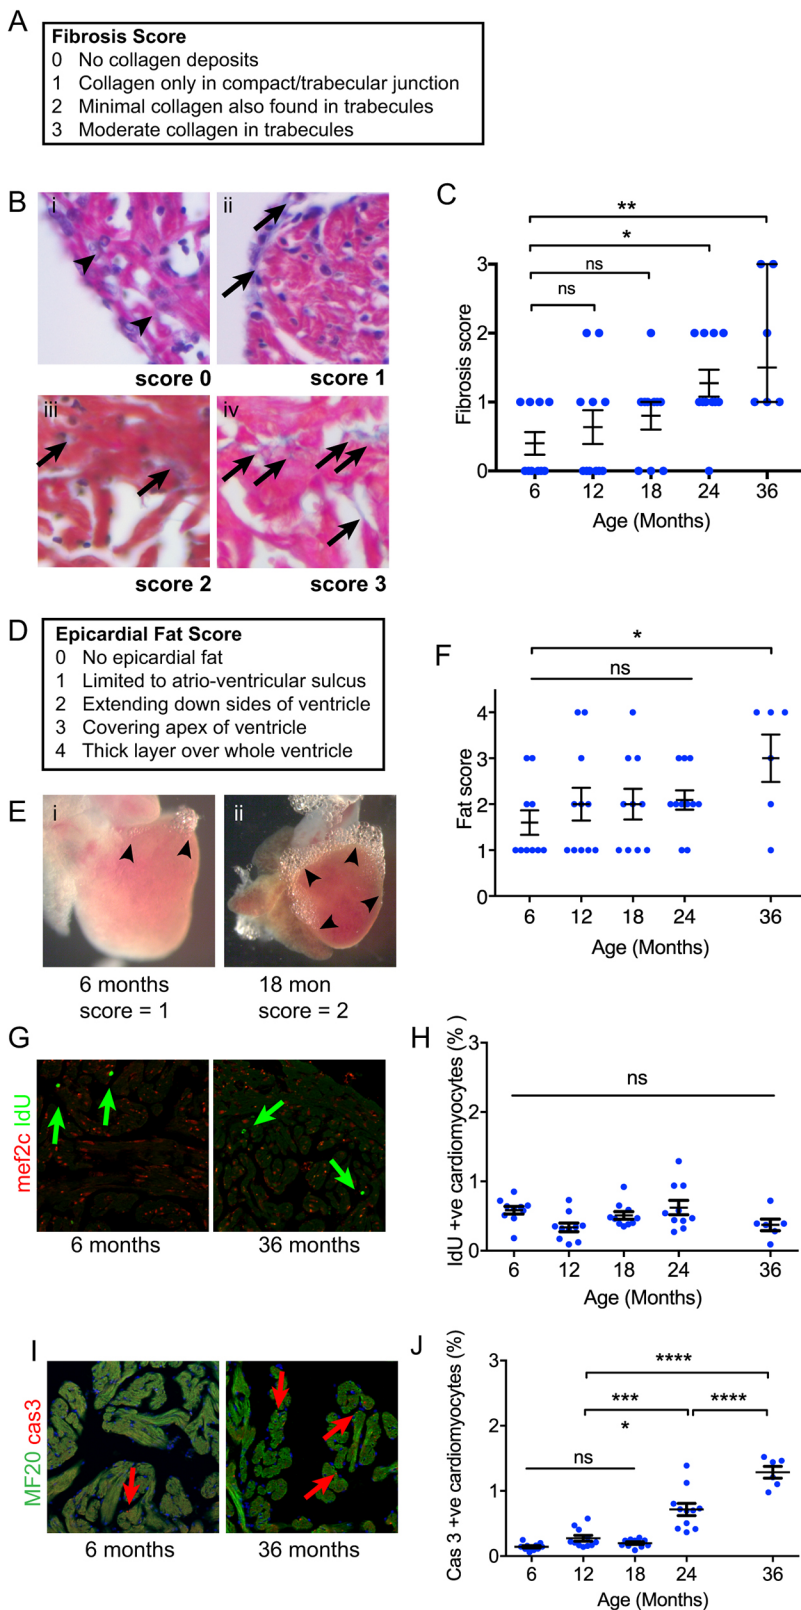 A
Fibrosis Score
0 No collagen deposits
1 Collagen only in compact/trabecular junction
2 Minimal collagen also found in trabecules
3 Moderate collagen in trabecules
B
i
ii
score 0
score 1
iii
iv
score 2
score 3
C
**
*
ns
ns
3
2
1
0
Fibrosis score
6 12 18 24 36
Age (Months)
D
Epicardial Fat Score
0 No epicardial fat
1 Limited to atrio-ventricular sulcus
2 Extending down sides of ventricle
3 Covering apex of ventricle
4 Thick layer over whole ventricle
E
i
ii
6 months
score = 1
18 mon
score = 2
F
*
ns
4
3
2
1
0
Fat score
6 12 18 24 36
Age (Months)
G
mef2c IdU
6 months
36 months
H
IdU +ve cardiomyocytes (% )
3
2
1
0
ns
6 12 18 24 36
Age (Months)
I
MF20 cas3
6 months
36 months
J
Cas 3 +ve cardiomyocytes (%)
3
2
1
0
****
*** ****
*
ns
6 12 18 24 36
Age (Months)